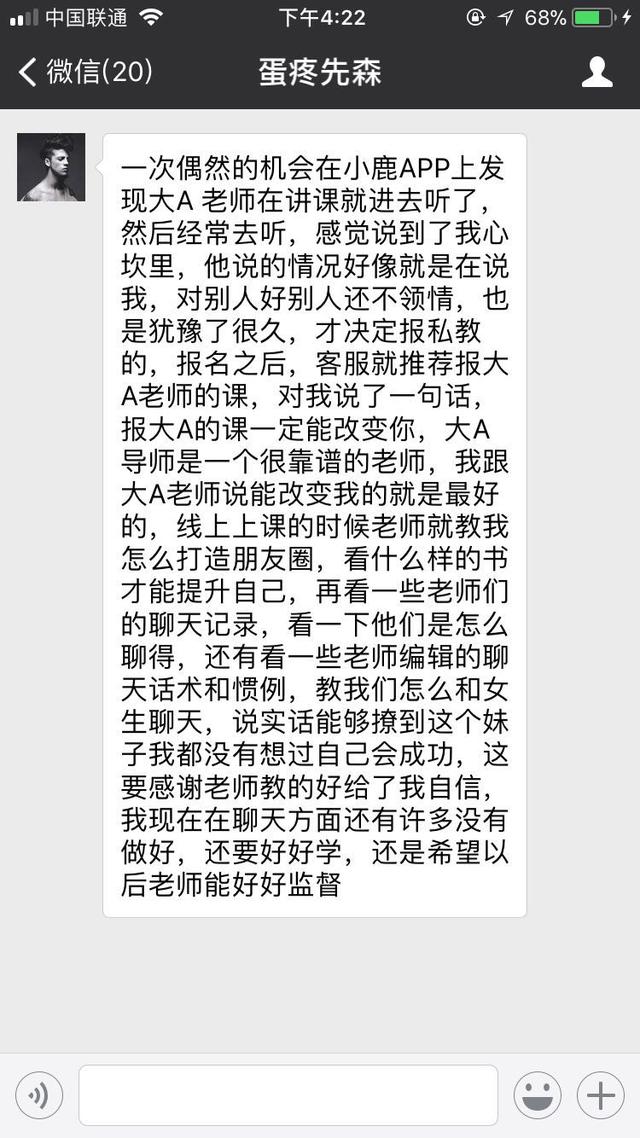 中国联通 下午4:22 68%
微信(20) 蛋疼先森
一次偶然的机会在小鹿APP上发
现大A 老师在讲课就进去听了，
然后经常去听，感觉说到了我心
坎里，他说的情况好像就是在说
我，对别人好别人还不领情，也
是犹豫了很久，才决定报私教
的，报名之后，客服就推荐报大
A老师的课，对我说了一句话，
报大A的课一定能改变你，大A
导师是一个很靠谱的老师，我跟
大A老师说能改变我的就是最好
的，线上上课的时候老师就教我
怎么打造朋友圈，看什么样的书
才能提升自己，再看一些老师们
的聊天记录，看一下他们是怎么
聊得，还有看一些老师编辑的聊
天话术和惯例，教我们怎么和女
生聊天，说实话能够撩到这个妹
子我都没有想过自己会成功，这
要感谢老师教的好给了我自信，
我现在在聊天方面还有许多没有
做好，还要好好学，还是希望以
后老师能好好监督